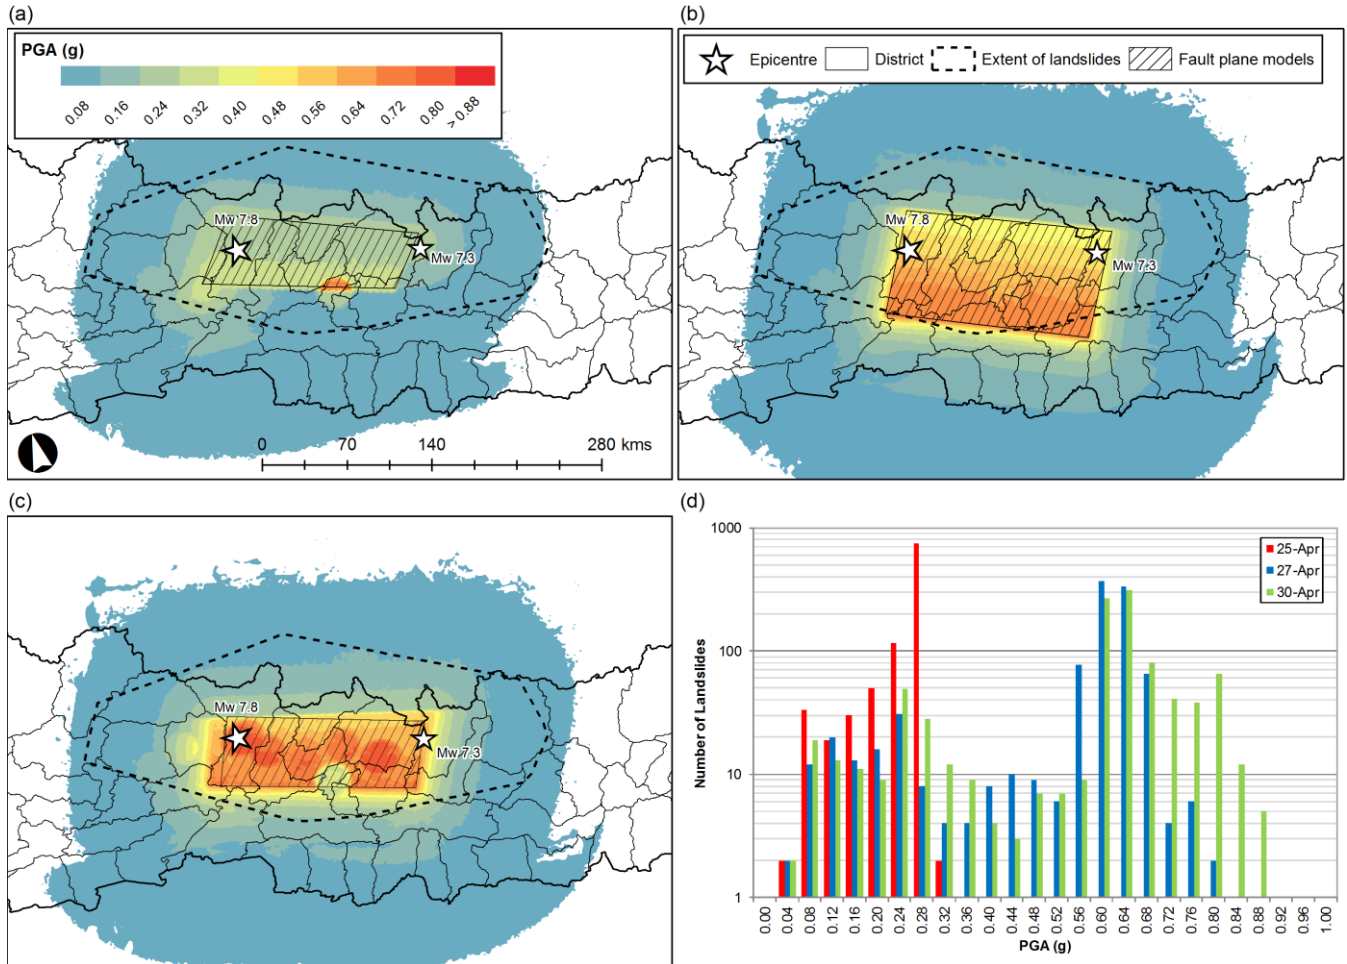 (a)
PGA (g)
0.08 0.16 0.24 0.32 0.40 0.48 0.56 0.64 0.72 0.80 > 0.88
Mw 7.8
Mw 7.3
0 70 140 280 kms
(b)
Epicentre District Extent of landslides Fault plane models
Mw 7.8
Mw 7.3
(c)
Mw 7.8
Mw 7.3
(d)
1000
100
10
1
Number of Landslides
25-Apr
27-Apr
30-Apr
0.00 0.04 0.08 0.12 0.16 0.20 0.24 0.28 0.32 0.36 0.40 0.44 0.48 0.52 0.56 0.60 0.64 0.68 0.72 0.76 0.80 0.84 0.88 0.92 0.96 1.00
PGA (g)